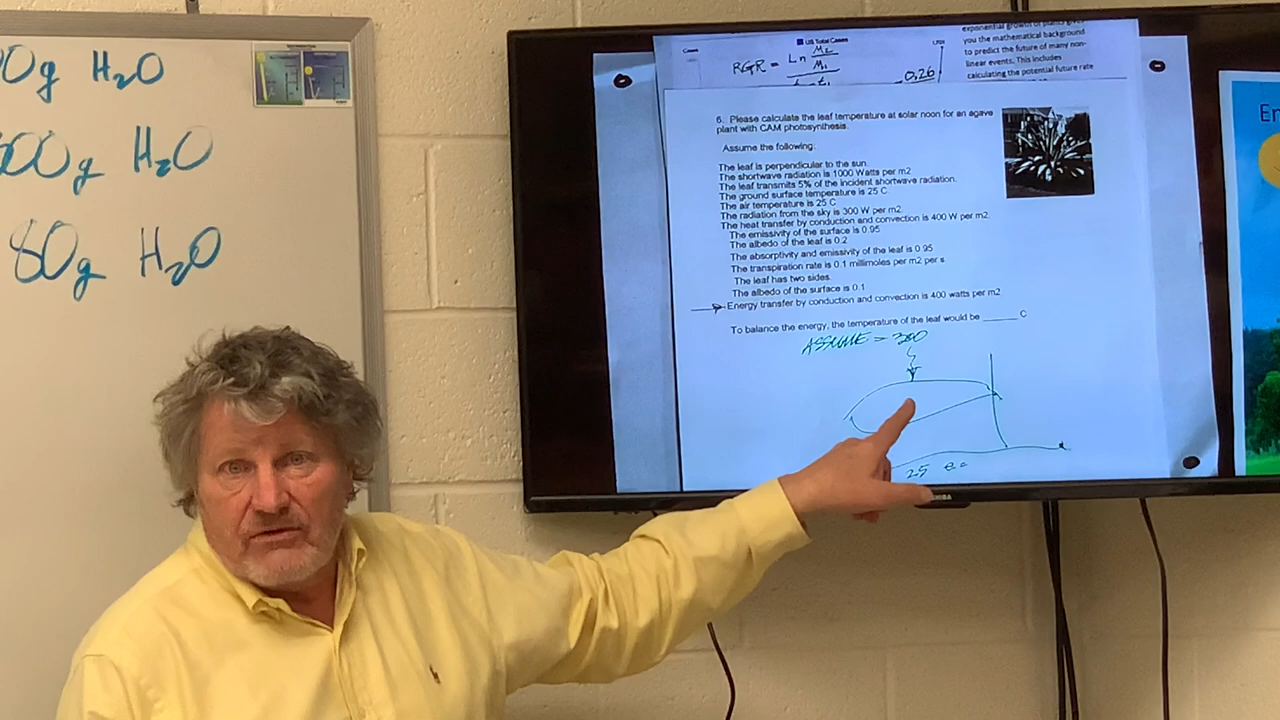 0g H₂O
00g H₂O
80g H₂O
US Total Cases
Cases
RGR = Ln M₂
M₁
0.26
exponential growth of plants gives
you the mathematical background
to predict the future of many non-
linear events. This includes
calculating the potential future rate
6. Please calculate the leaf temperature at solar noon for an agave
plant with CAM photosynthesis.
Assume the following:
The leaf is perpendicular to the sun.
The shortwave radiation is 1000 Watts per m2
The leaf transmits 5% of the incident shortwave radiation.
The ground surface temperature is 25 C
The air temperature is 25 C
The radiation from the sky is 300 W per m2
The heat transfer by conduction and convection is 400 W per m2.
The emissivity of the surface is 0.95
The albedo of the leaf is 0.2
The absorptivity and emissivity of the leaf is 0.95
The transpiration rate is 0.1 millimoles per m2 per s
The leaf has two sides.
The albedo of the surface is 0.1
Energy transfer by conduction and convection is 400 watts per m2
To balance the energy, the temperature of the leaf would be ______ C
ASSUME = 300
25 e=
En